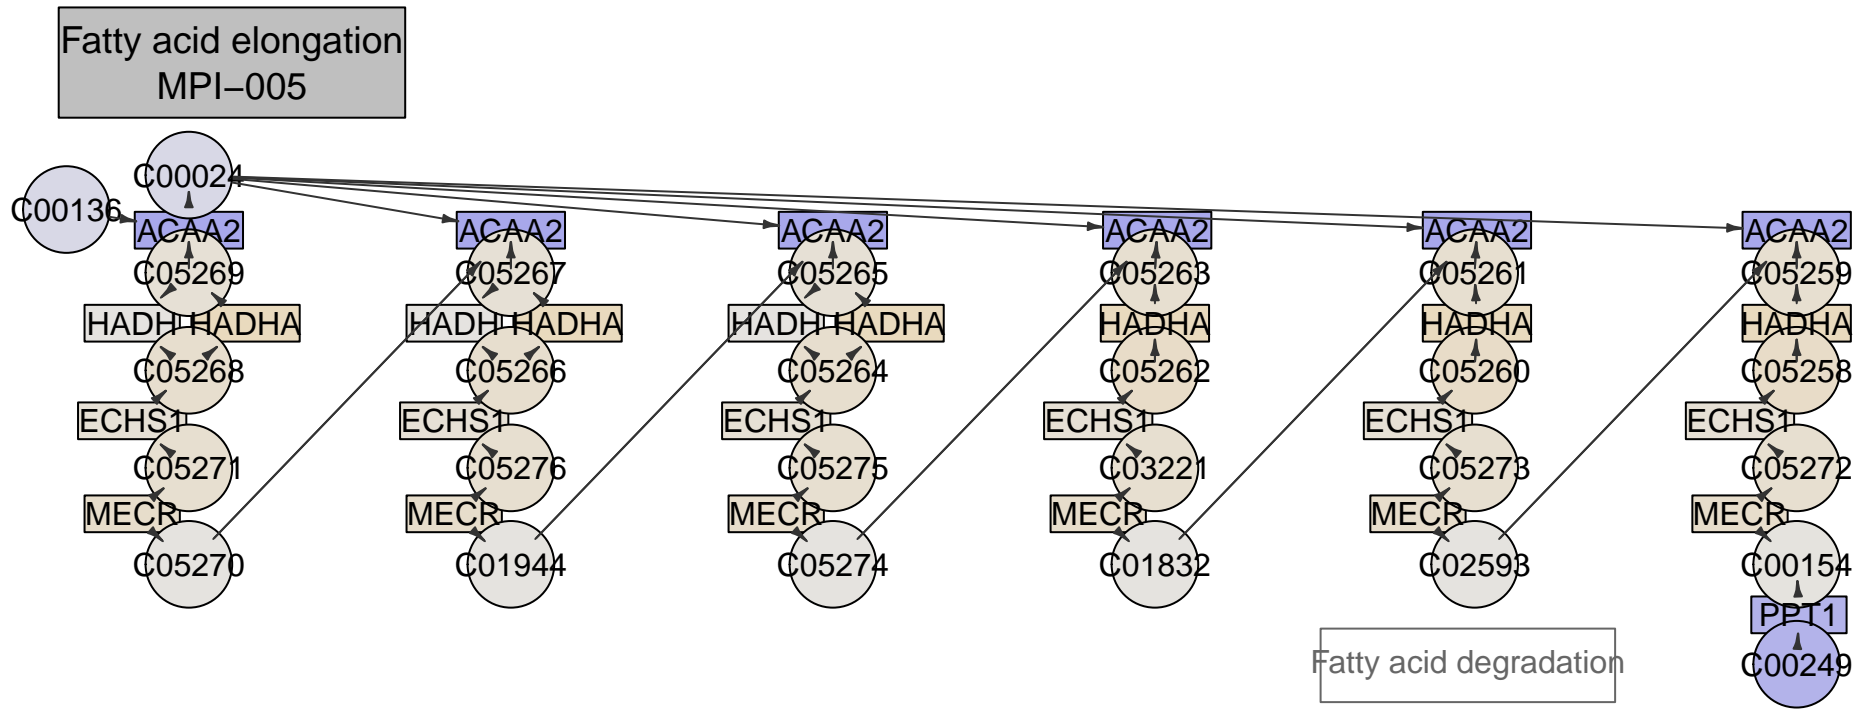 Fatty acid elongation
MPI−005
C00024
C00136
ACAA2 ACAA2 ACAA2 ACAA2 ACAA2 ACAA2
C05269 C05267 C05265 C05263 C05261 C05259
HADH HADHA HADH HADHA HADH HADHA HADHA HADHA HADHA
C05268 C05266 C05264 C05262 C05260 C05258
ECHS1 ECHS1 ECHS1 ECHS1 ECHS1 ECHS1
C05271 C05276 C05275 C03221 C05273 C05272
MECR MECR MECR MECR MECR MECR
C05270 C01944 C05274 C01832 C02593 C00154
PPT1
Fatty acid degradation C00249